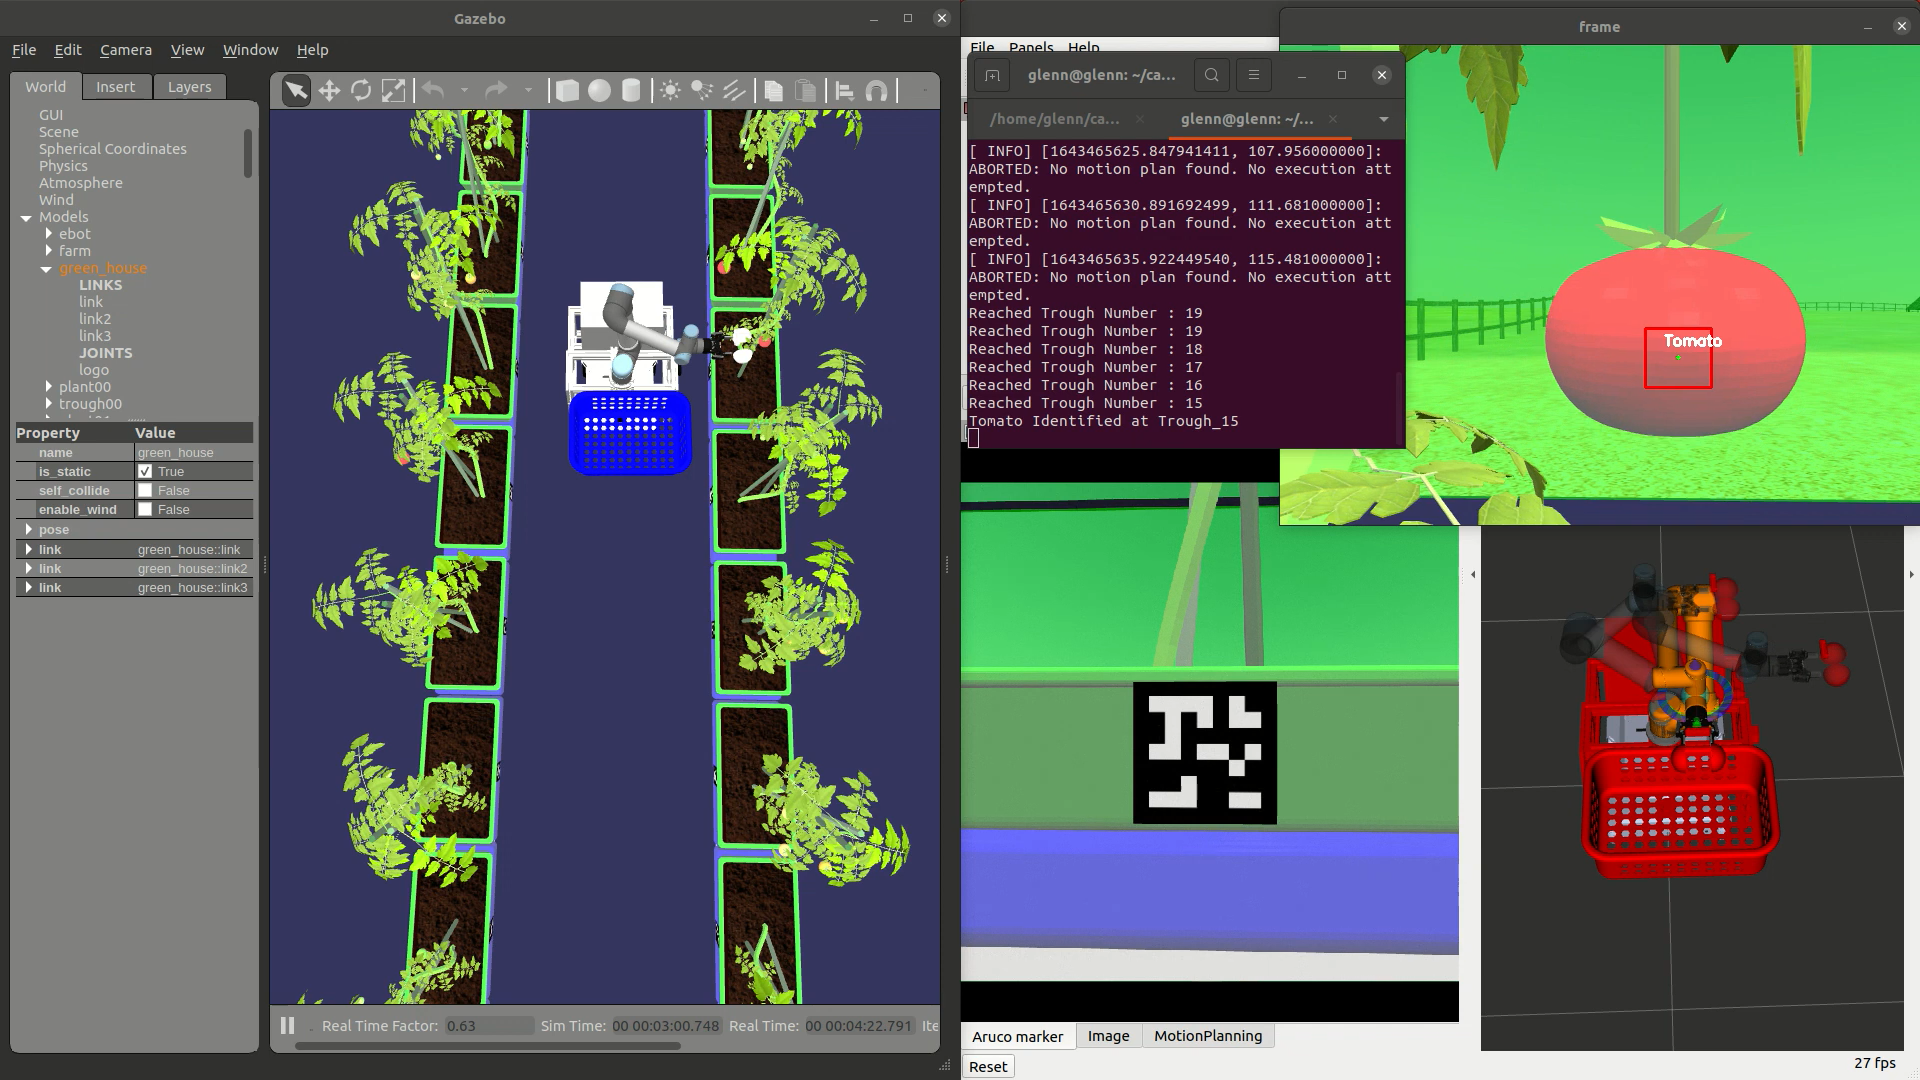 Gazebo
File Edit Camera View Window Help
World Insert Layers
GUI
Scene
Spherical Coordinates
Physics
Atmosphere
Wind
Models
ebot
farm
green_house
LINKS
link
link2
link3
JOINTS
logo
plant00
trough00
Property Value
name green_house
is_static True
self_collide False
enable_wind False
pose
link green_house::link
link green_house::link2
link green_house::link3
Real Time Factor: 0.63 Sim Time: 00 00:03:00.748 Real Time: 00 00:04:22.791 Ite
File Panels Help
glenn@glenn: ~/ca...
/home/glenn/ca... glenn@glenn: ~/...
[ INFO] [1643465625.847941411, 107.956000000]:
ABORTED: No motion plan found. No execution att
empted.
[ INFO] [1643465630.891692499, 111.681000000]:
ABORTED: No motion plan found. No execution att
empted.
[ INFO] [1643465635.922449540, 115.481000000]:
ABORTED: No motion plan found. No execution att
empted.
Reached Trough Number : 19
Reached Trough Number : 19
Reached Trough Number : 18
Reached Trough Number : 17
Reached Trough Number : 16
Reached Trough Number : 15
Tomato Identified at Trough_15
frame
Tomato
Aruco marker Image MotionPlanning
Reset
27 fps